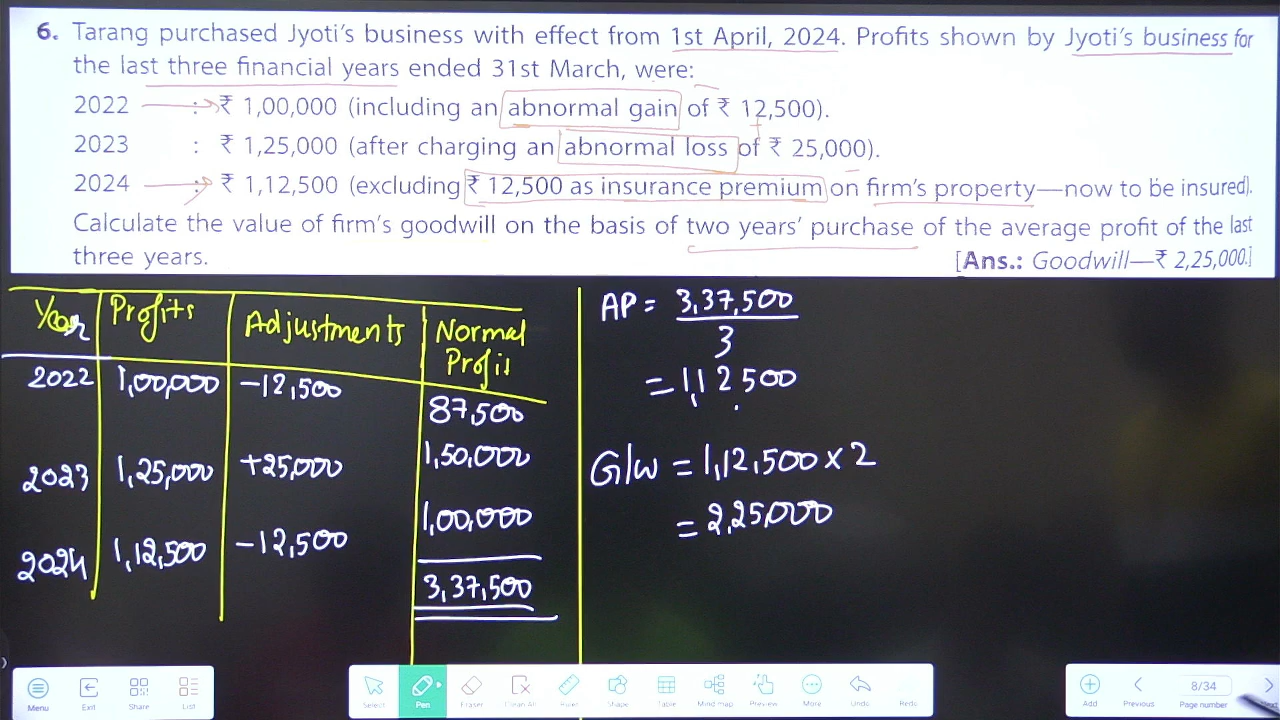 6. Tarang purchased Jyoti's business with effect from 1st April, 2024. Profits shown by Jyoti's business for
the last three financial years ended 31st March, were:
2022 : ₹ 1,00,000 (including an abnormal gain of ₹ 12,500).
2023 : ₹ 1,25,000 (after charging an abnormal loss of ₹ 25,000).
2024 : ₹ 1,12,500 (excluding ₹ 12,500 as insurance premium on firm's property—now to be insured).
Calculate the value of firm's goodwill on the basis of two years' purchase of the average profit of the last
three years. [Ans.: Goodwill—₹ 2,25,000.]
Year Profits Adjustments Normal Profit
2022 1,00,000 -12,500 87,500
2023 1,25,000 +25,000 1,50,000
2024 1,12,500 -12,500 1,00,000
3,37,500
AP = 3,37,500
3
= 1,12,500
G/W = 1,12,500 x 2
= 2,25,000
Menu Exit Share List Select Pen Eraser Clean All Ruler Shape Table Mind map Preview More Undo Redo Add Previous 8/34 Page number Next